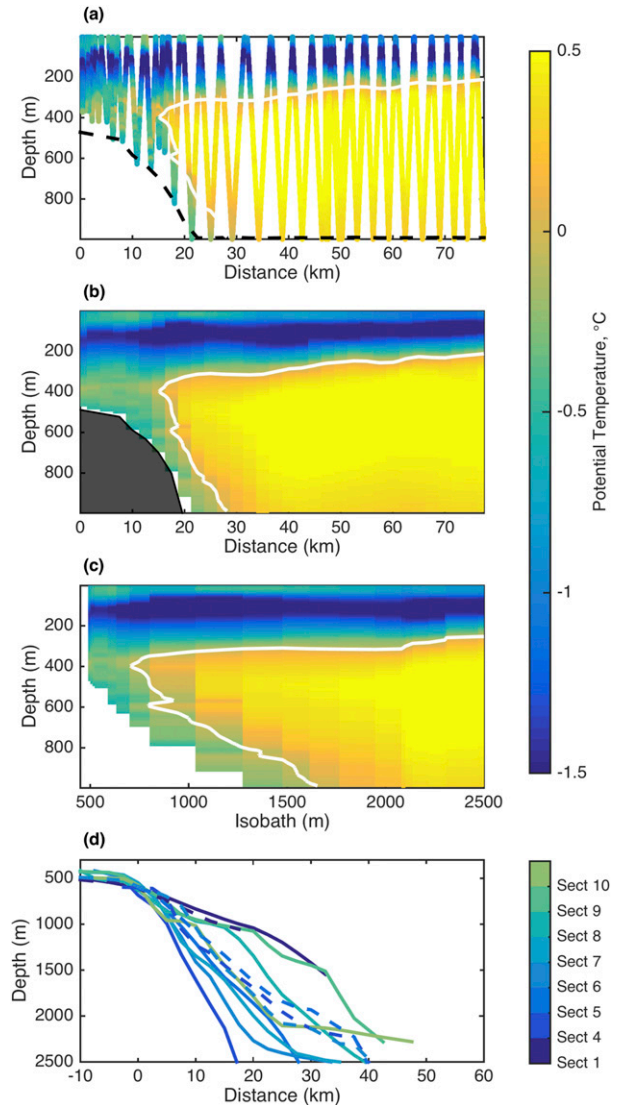 (a)
200
400
600
800
Depth (m)
0 10 20 30 40 50 60 70
Distance (km)
(b)
200
400
600
800
Depth (m)
0 10 20 30 40 50 60 70
Distance (km)
(c)
200
400
600
800
Depth (m)
500 1000 1500 2000 2500
Isobath (m)
0.5
0
-0.5
-1
-1.5
Potential Temperature, °C
(d)
500
1000
1500
2000
2500
Depth (m)
-10 0 10 20 30 40 50 60
Distance (km)
Sect 10
Sect 9
Sect 8
Sect 7
Sect 6
Sect 5
Sect 4
Sect 1